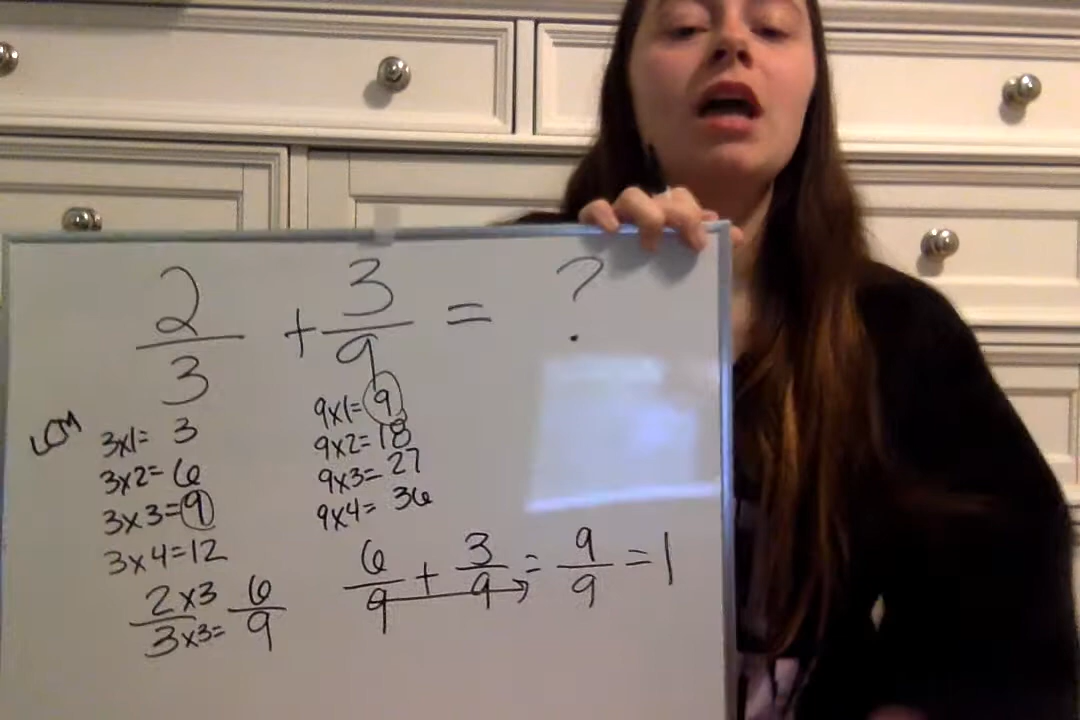 2/3 + 3/9 = ?
LCM
3x1= 3
3x2= 6
3x3=9
3x4=12
9x1=9
9x2=18
9x3=27
9x4=36
2x3/3x3= 6/9
6/9 + 3/9 = 9/9 =1